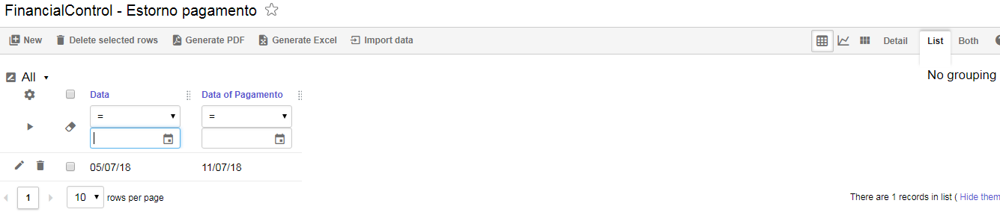 FinancialControl - Estorno pagamento
New Delete selected rows Generate PDF Generate Excel Import data Detail List Both
No grouping
All
Data Data of Pagamento
= =
05/07/18 11/07/18
1 10 rows per page There are 1 records in list ( Hide them